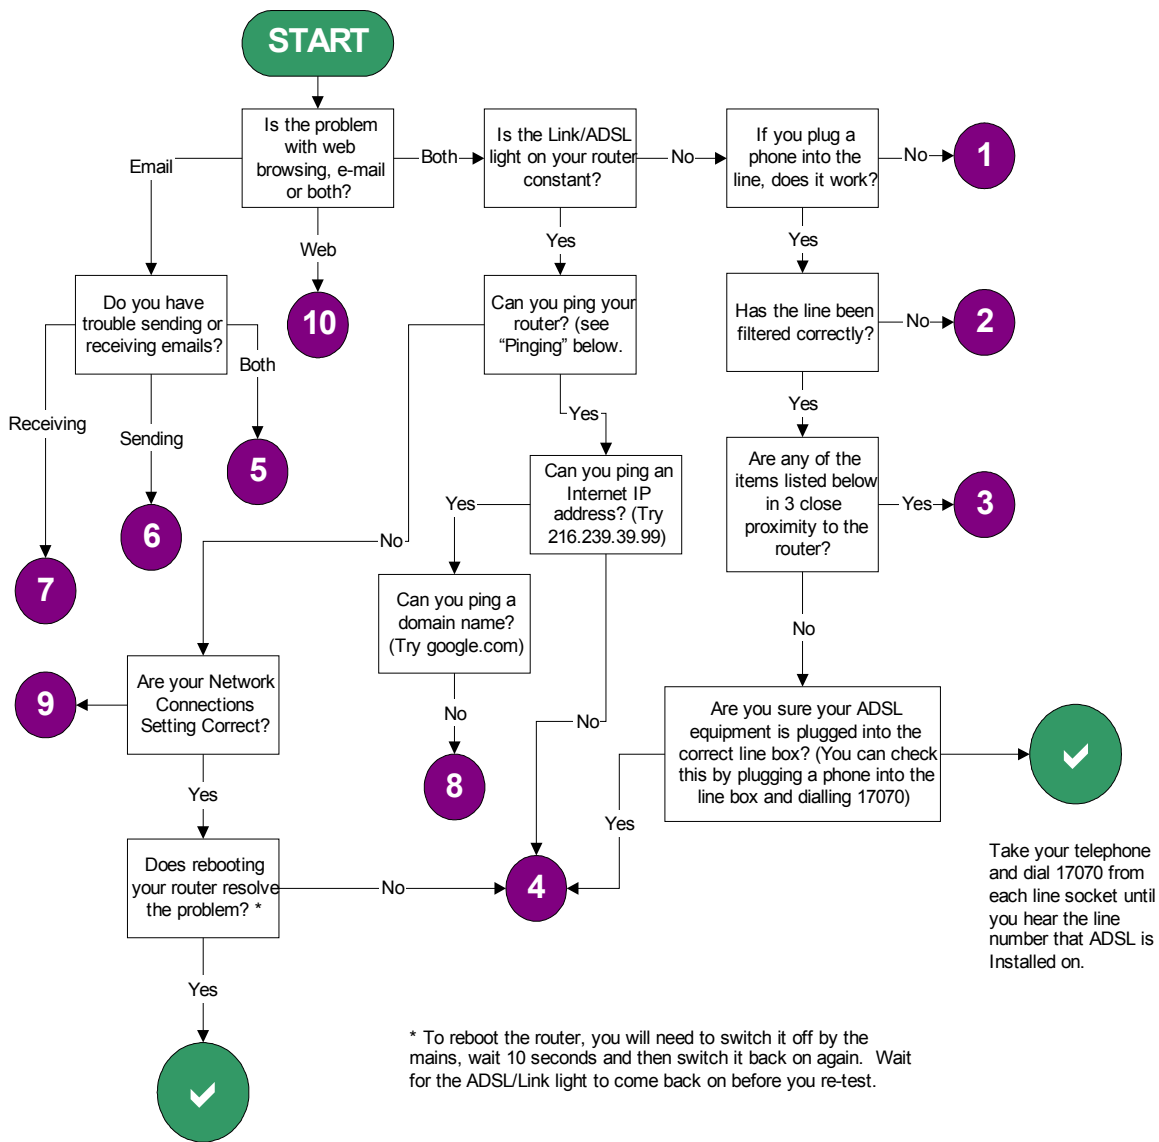 START
Is the problem
with web
browsing, e-mail
or both?
Both
Is the Link/ADSL
light on your router
constant?
No
If you plug a
phone into the
line, does it work?
No
1
Email
Web
Yes
Yes
Do you have
trouble sending or
receiving emails?
10
Can you ping your
router? (see
“Pinging” below.
Has the line been
filtered correctly?
No
2
Both
Receiving
Sending
5
Yes
Yes
6
7
Can you ping an
Internet IP
address? (Try
216.239.39.99)
Yes
No
Are any of the
items listed below
in 3 close
proximity to the
router?
Yes
3
Can you ping a
domain name?
(Try google.com)
No
Are your Network
Connections
Setting Correct?
9
No
8
No
Are you sure your ADSL
equipment is plugged into the
correct line box? (You can check
this by plugging a phone into the
line box and dialling 17070)
Yes
Yes
Does rebooting
your router resolve
the problem? *
No
4
Take your telephone
and dial 17070 from
each line socket until
you hear the line
number that ADSL is
Installed on.
Yes
* To reboot the router, you will need to switch it off by the
mains, wait 10 seconds and then switch it back on again. Wait
for the ADSL/Link light to come back on before you re-test.